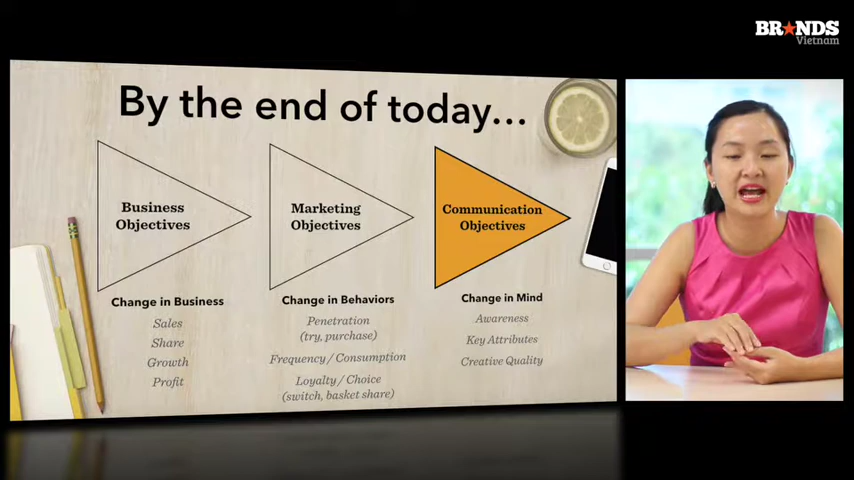 BRANDS
Vietnam
By the end of today...
Business
Objectives
Marketing
Objectives
Communication
Objectives
Change in Business
Sales
Share
Growth
Profit
Change in Behaviors
Penetration
(try, purchase)
Frequency / Consumption
Loyalty / Choice
(switch, basket share)
Change in Mind
Awareness
Key Attributes
Creative Quality